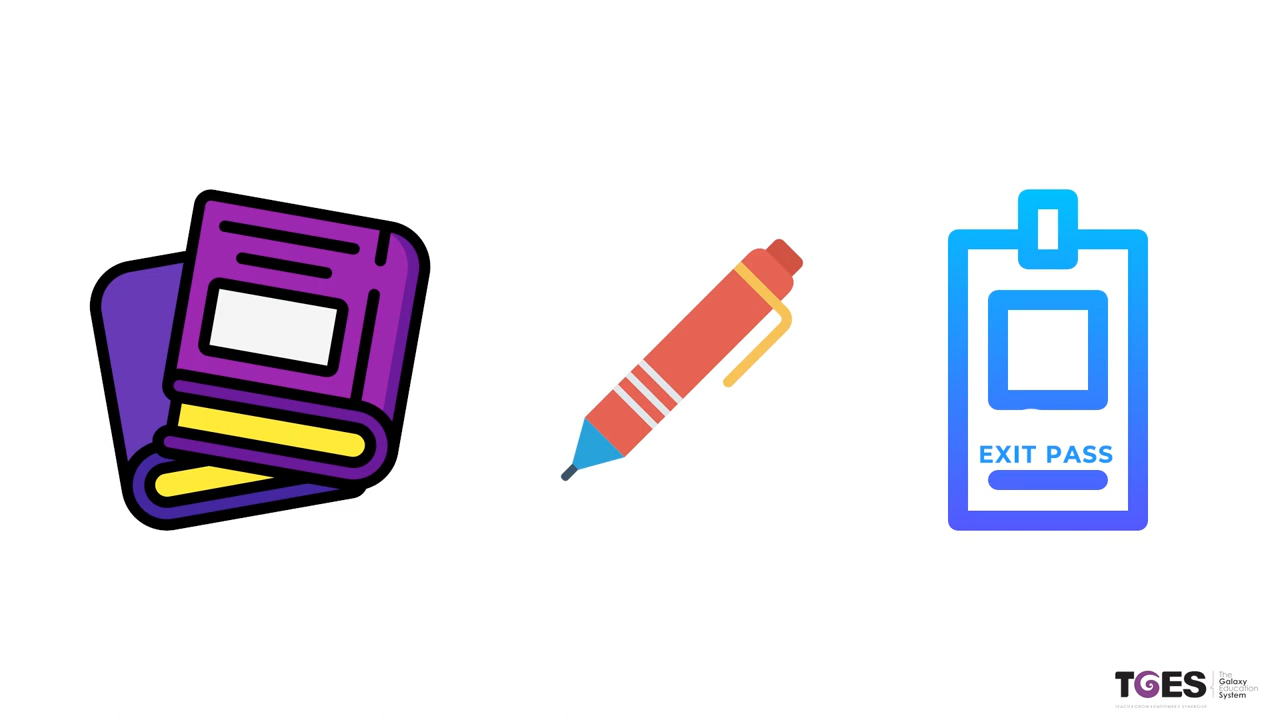 EXIT PASS
TGES
The
Galaxy
Education
System